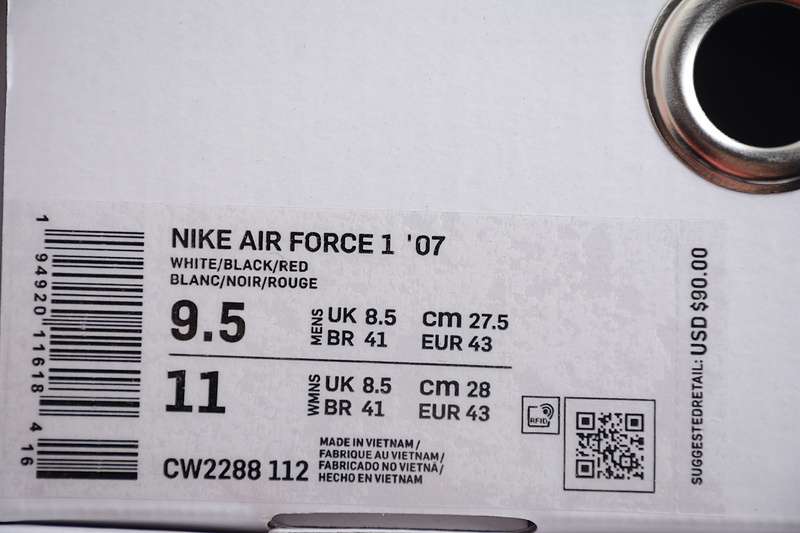 NIKE AIR FORCE 1 '07
WHITE/BLACK/RED
BLANC/NOIR/ROUGE
9.5
MENS
UK 8.5 cm 27.5
BR 41 EUR 43
11
WMNS
UK 8.5 cm 28
BR 41 EUR 43
CW2288 112
MADE IN VIETNAM /
FABRIQUE AU VIETNAM /
FABRICADO NO VIETNÃ /
HECHO EN VIETNAM
RFID
1 94920 11618 4 16
SUGGESTEDRETAIL: USD $90.00